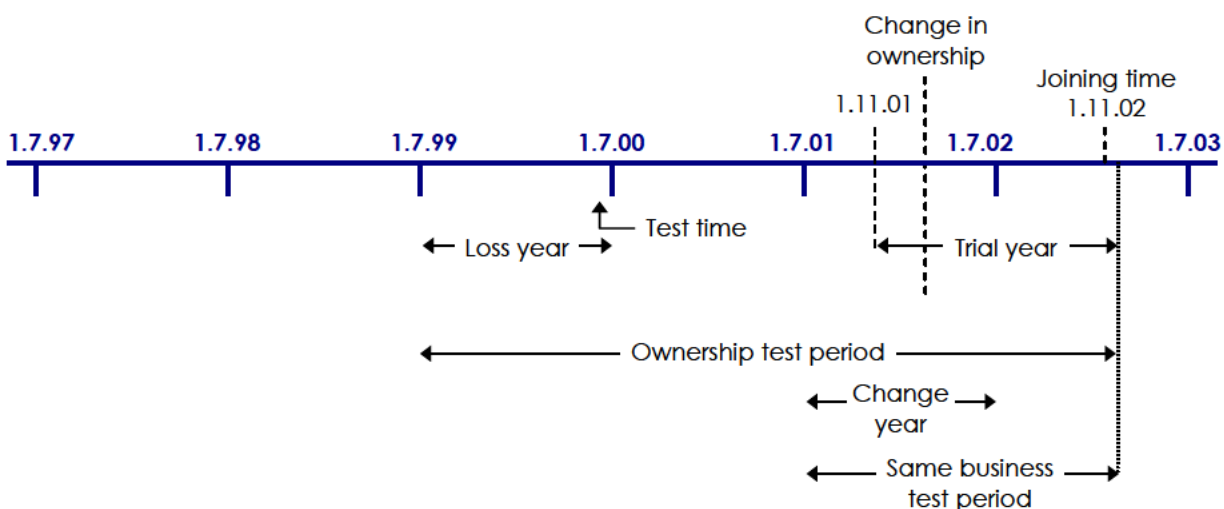 Change in
ownership
Joining time
1.11.01
1.11.02
1.7.97 1.7.98 1.7.99 1.7.00 1.7.01 1.7.02 1.7.03
Test time
Loss year
Trial year
Ownership test period
Change
year
Same business
test period